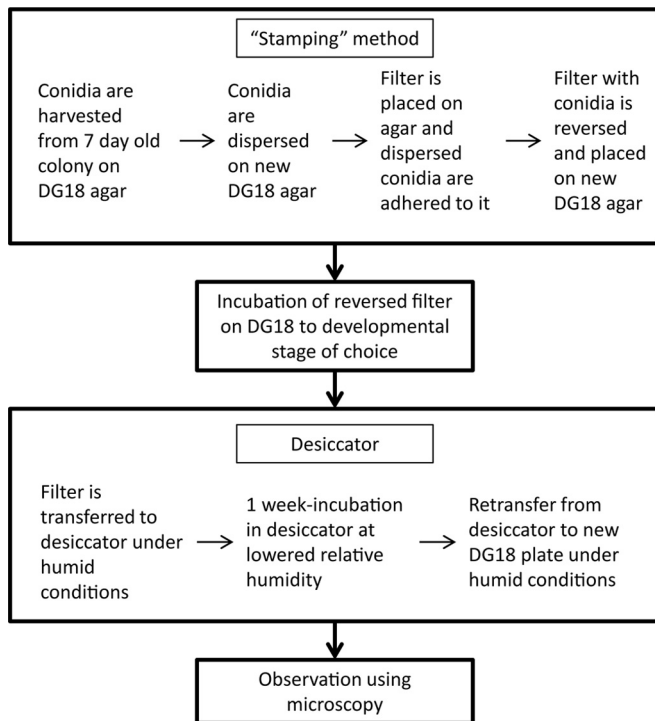 “Stamping” method
Conidia are
harvested
from 7 day old
colony on
DG18 agar
Conidia
are
dispersed
on new
DG18 agar
Filter is
placed on
agar and
dispersed
conidia are
adhered to it
Filter with
conidia is
reversed
and placed
on new
DG18 agar
Incubation of reversed filter
on DG18 to developmental
stage of choice
Desiccator
Filter is
transferred to
desiccator under
humid
conditions
1 week-incubation
in desiccator at
lowered relative
humidity
Retransfer from
desiccator to new
DG18 plate under
humid conditions
Observation using
microscopy